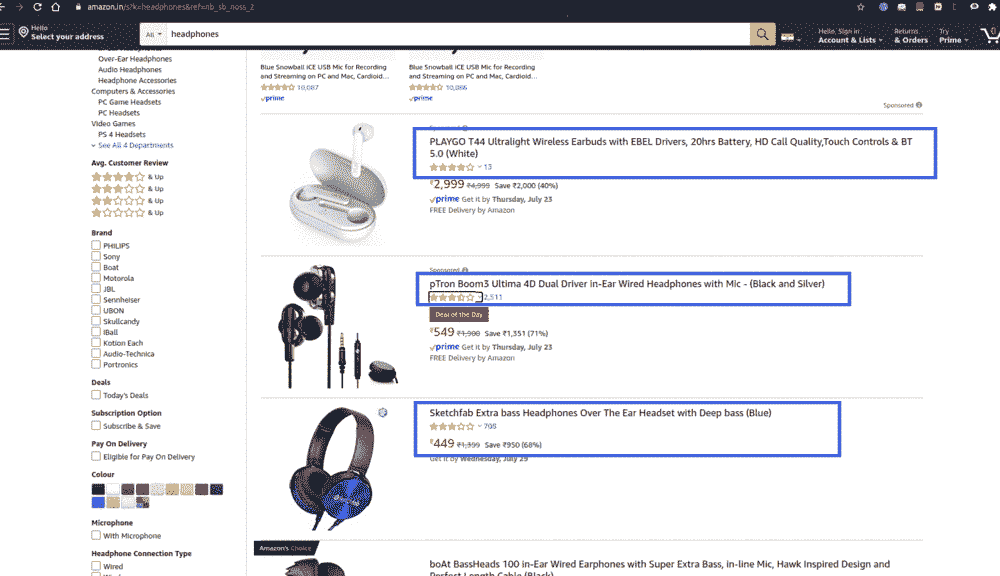 amazon.in/s?k=headphones&ref=nb_sb_noss_2
Hello
Select your address
All
headphones
Hello, Sign in
Account & Lists
Returns
& Orders
Try
Prime
Over-Ear Headphones
Audio Headphones
Headphone Accessories
Computers & Accessories
PC Game Headsets
PC Headsets
Video Games
PS 4 Headsets
See All 4 Departments
Avg. Customer Review
& Up
& Up
& Up
& Up
Brand
PHILIPS
Sony
Boat
Motorola
JBL
Sennheiser
UBON
Skullcandy
IBall
Kotion Each
Audio-Technica
Portronics
Deals
Today's Deals
Subscription Option
Subscribe & Save
Pay On Delivery
Eligible for Pay On Delivery
Colour
Microphone
With Microphone
Headphone Connection Type
Wired
Blue Snowball iCE USB Mic for Recording
and Streaming on PC and Mac, Cardioid...
10,087
prime
Blue Snowball iCE USB Mic for Recording
and Streaming on PC and Mac, Cardioid...
10,086
prime
Sponsored
PLAYGO T44 Ultralight Wireless Earbuds with EBEL Drivers, 20hrs Battery, HD Call Quality,Touch Controls & BT
5.0 (White)
13
₹2,999 ₹4,999 Save ₹2,000 (40%)
prime Get it by Thursday, July 23
FREE Delivery by Amazon
Sponsored
pTron Boom3 Ultima 4D Dual Driver in-Ear Wired Headphones with Mic - (Black and Silver)
2,511
Deal of the Day
₹549 ₹1,900 Save ₹1,351 (71%)
prime Get it by Thursday, July 23
FREE Delivery by Amazon
Sketchfab Extra bass Headphones Over The Ear Headset with Deep bass (Blue)
708
₹449 ₹1,399 Save ₹950 (68%)
Get it by Wednesday, July 29
Amazon's Choice
boAt BassHeads 100 in-Ear Wired Earphones with Super Extra Bass, in-line Mic, Hawk Inspired Design and
Perfect Length Cable (Black)